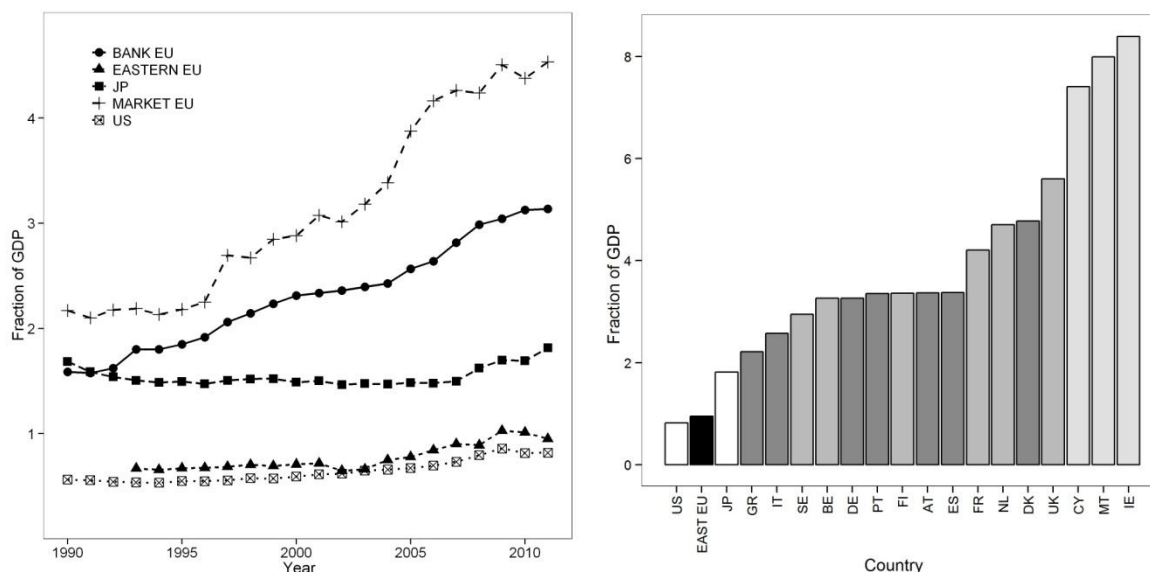 BANK EU
EASTERN EU
JP
MARKET EU
US
Fraction of GDP
4
3
2
1
1990 1995 2000 2005 2010
Year
Fraction of GDP
8
6
4
2
0
US EAST EU JP GR IT SE BE DE PT FI AT ES FR NL DK UK CY MT IE
Country